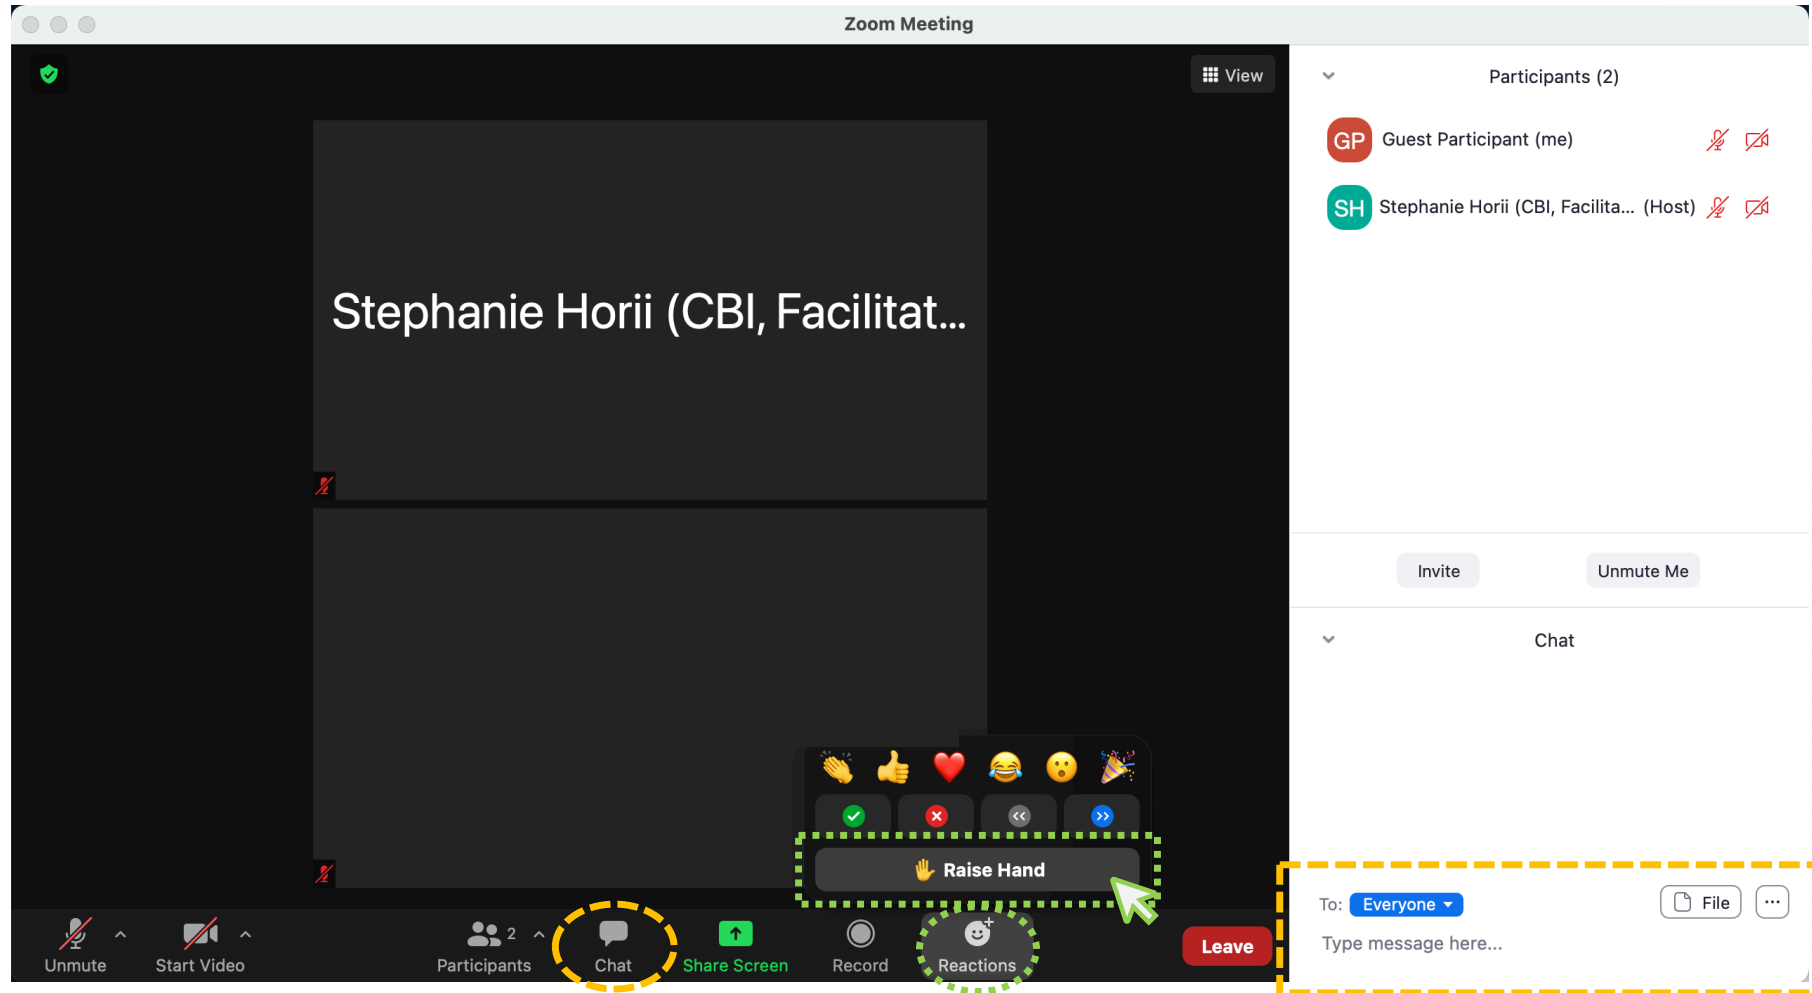 Zoom Meeting
View
Stephanie Horii (CBI, Facilitat...
Raise Hand
Unmute
Start Video
2
Participants
Chat
Share Screen
Record
Reactions
Leave
Participants (2)
GP Guest Participant (me)
SH Stephanie Horii (CBI, Facilita... (Host)
Invite Unmute Me
Chat
To: Everyone File
Type message here...